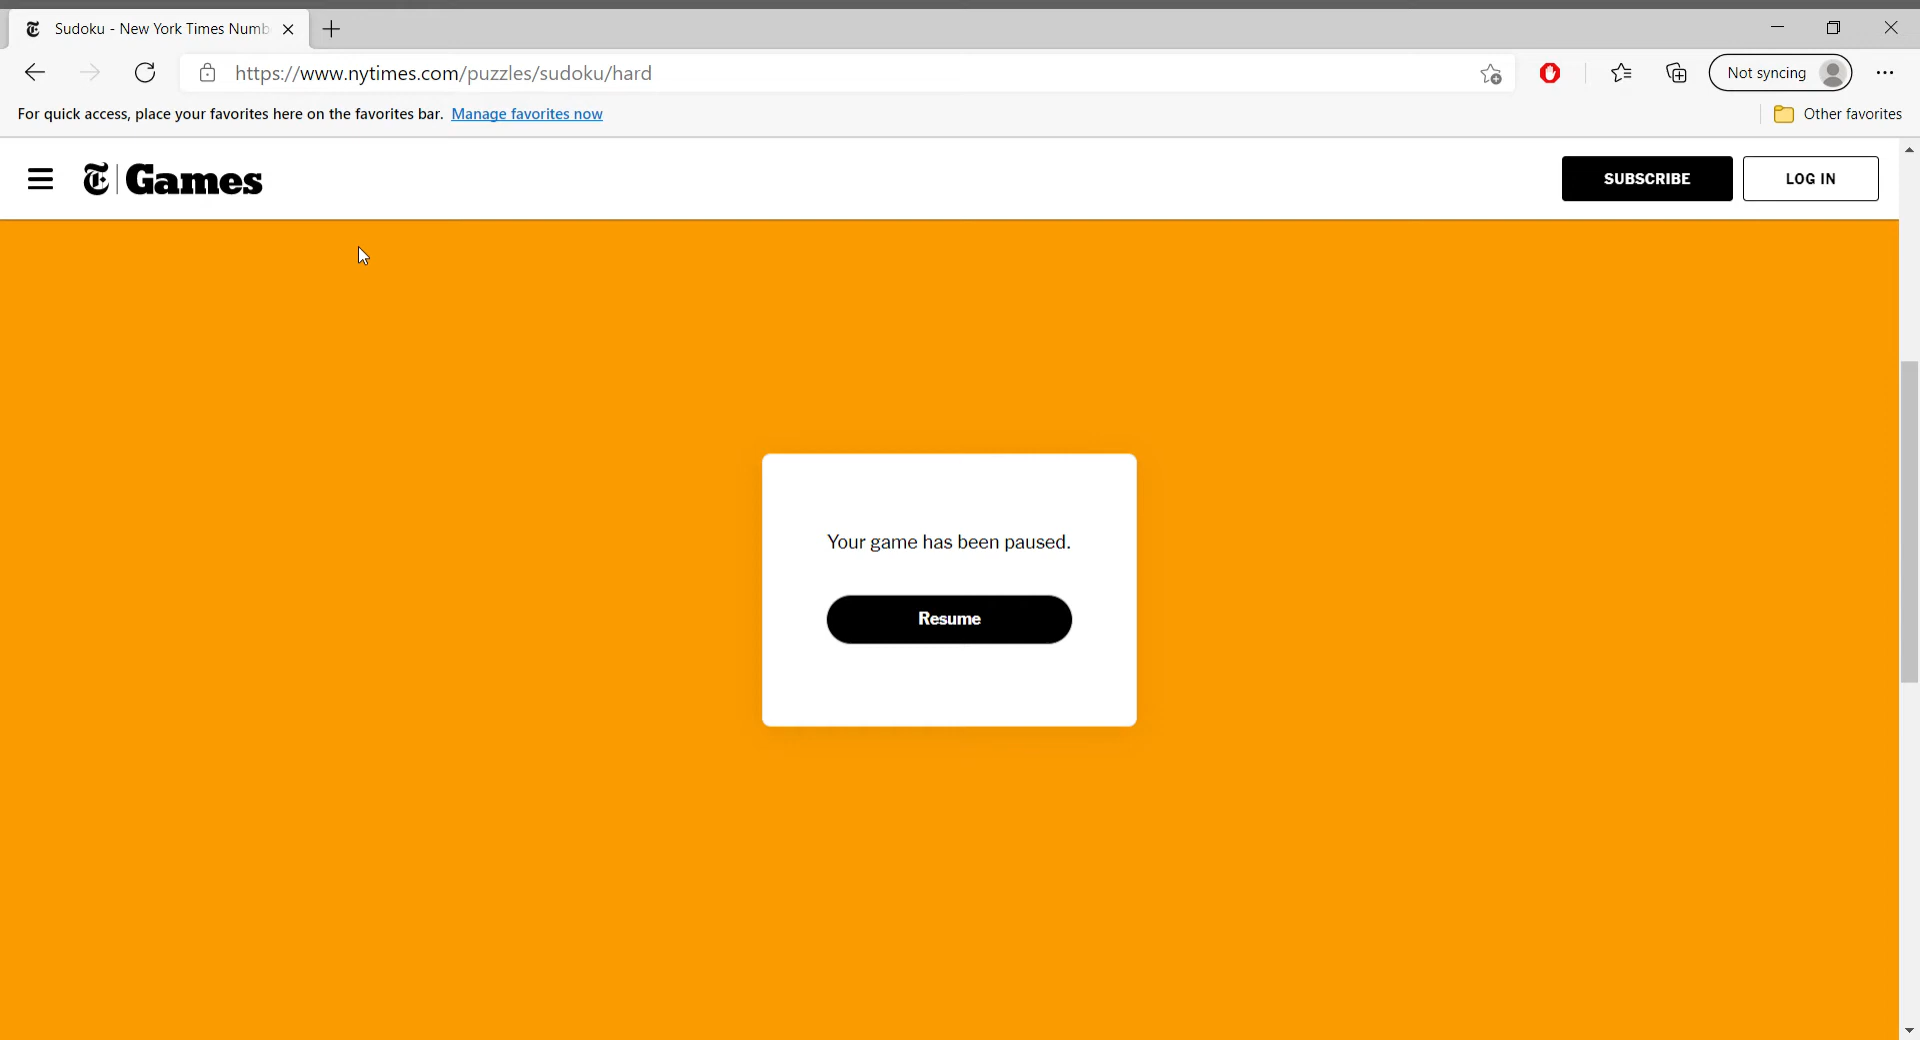 Sudoku - New York Times Numb
https://www.nytimes.com/puzzles/sudoku/hard
Not syncing
For quick access, place your favorites here on the favorites bar. Manage favorites now
Other favorites
T Games
SUBSCRIBE
LOG IN
Your game has been paused.
Resume